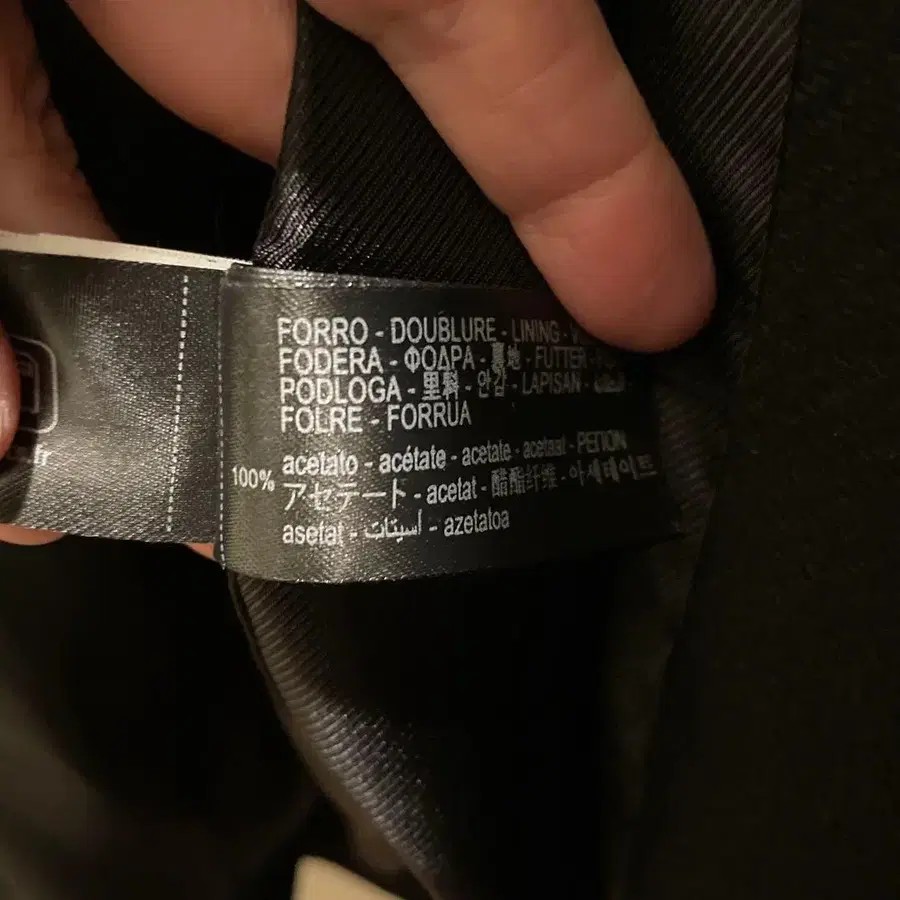 FORRO - DOUBLURE - LINING -
FODERA - ΦΟΔΡΑ - 裏地 - FUTTER -
PODLOGA - 里料 - 안감 - LAPISAN -
FOLRE - FORRUA
acetato - acétate - acetate - acetaat - ΡΕΠΟΝ
100% アセテート - acetat - 醋酯纤维 - 아세테이트
asetat - أسيتات - azetatoa
.fr